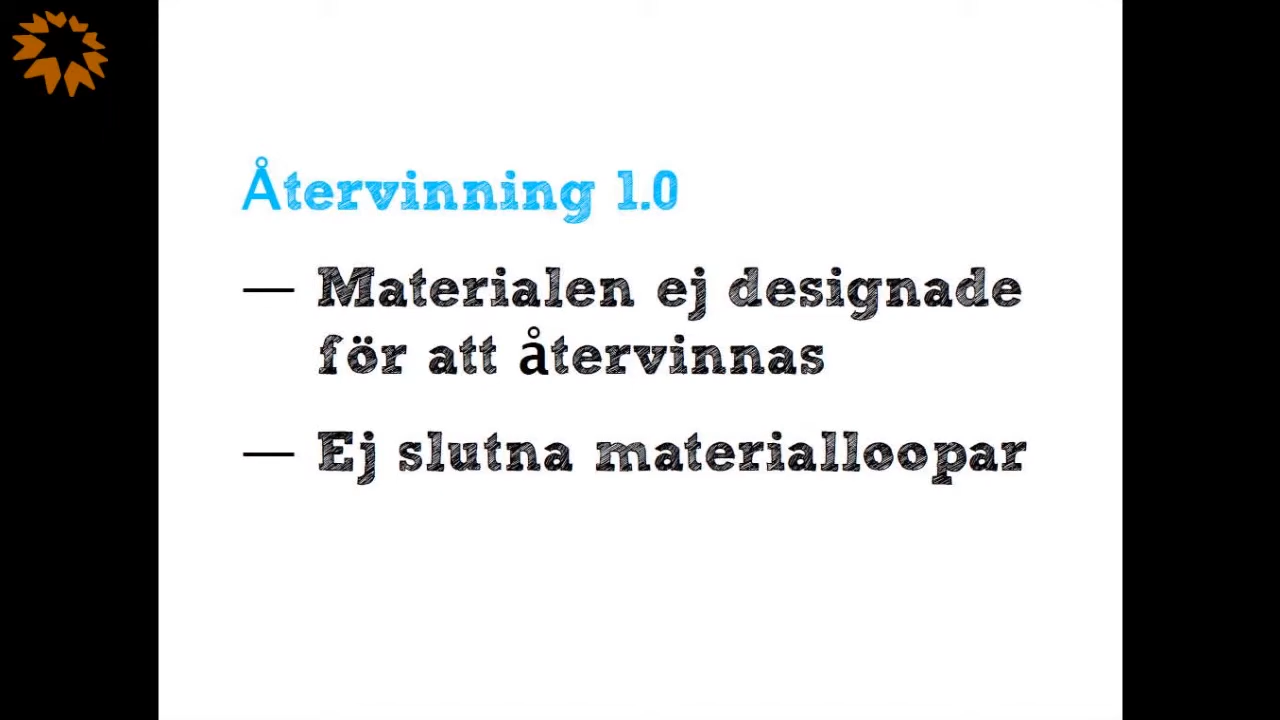 Återvinning 1.0
— Materialen ej designade
för att återvinnas
— Ej slutna materialloopar